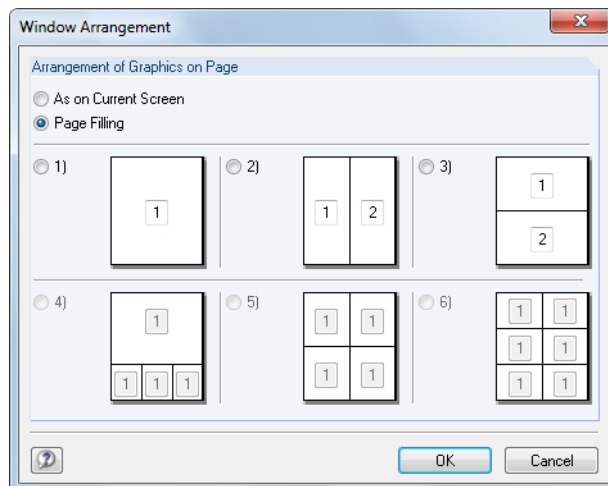 Window Arrangement
Arrangement of Graphics on Page
As on Current Screen
Page Filling
1) 1
2) 1 2
3) 1
2
4) 1
1 1 1
5) 1 1
1 1
6) 1 1
1 1
1 1
OK Cancel